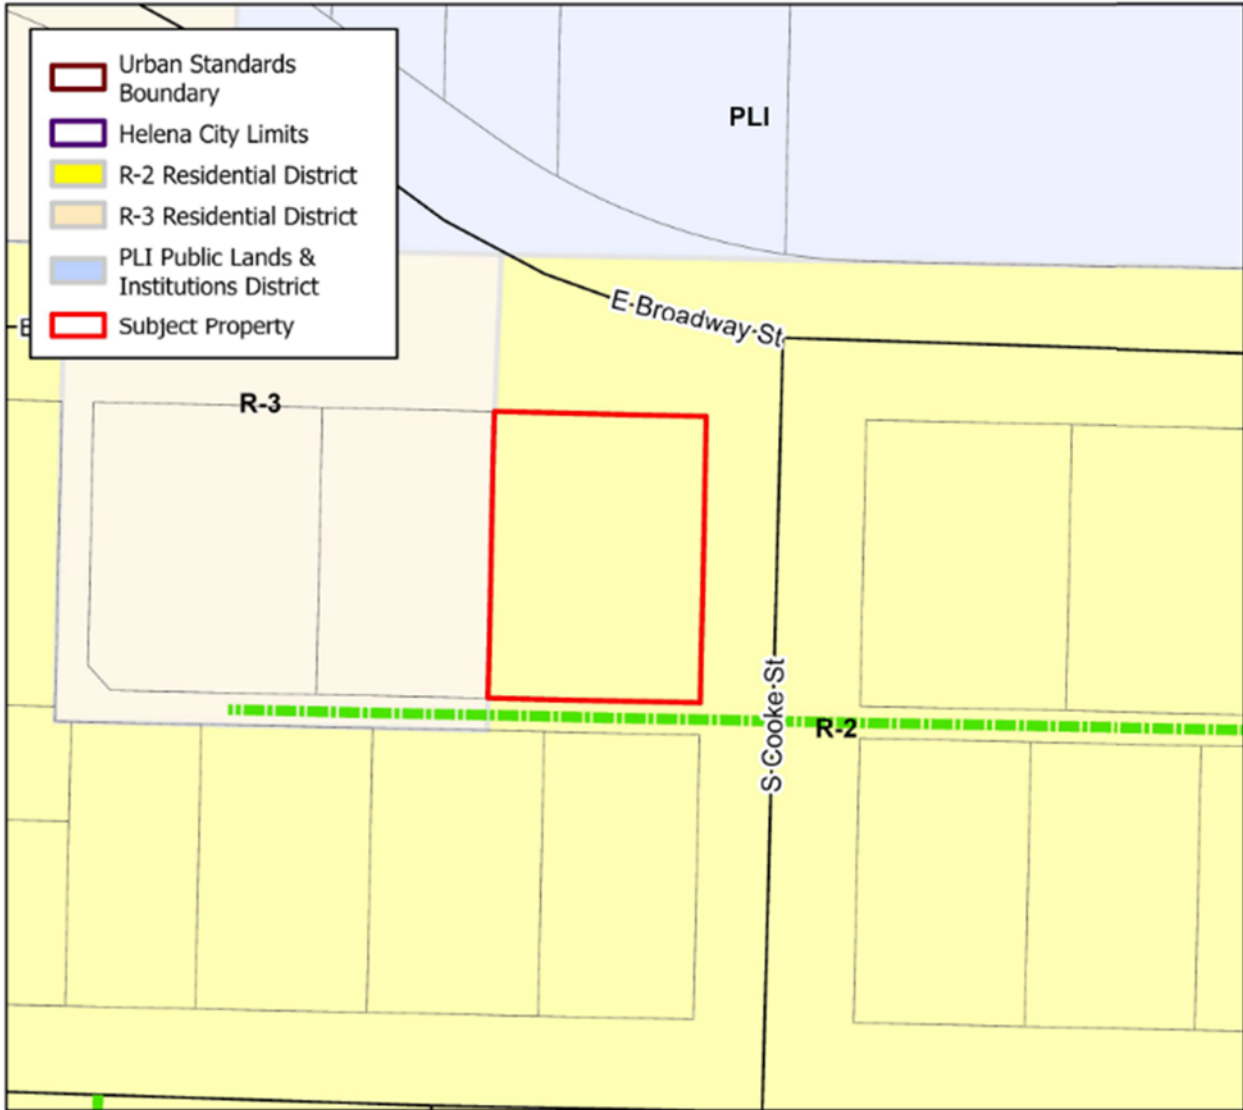 Urban Standards
Boundary
Helena City Limits
R-2 Residential District
R-3 Residential District
PLI Public Lands &
Institutions District
Subject Property
PLI
E Broadway St
R-3
S Cooke St
R-2